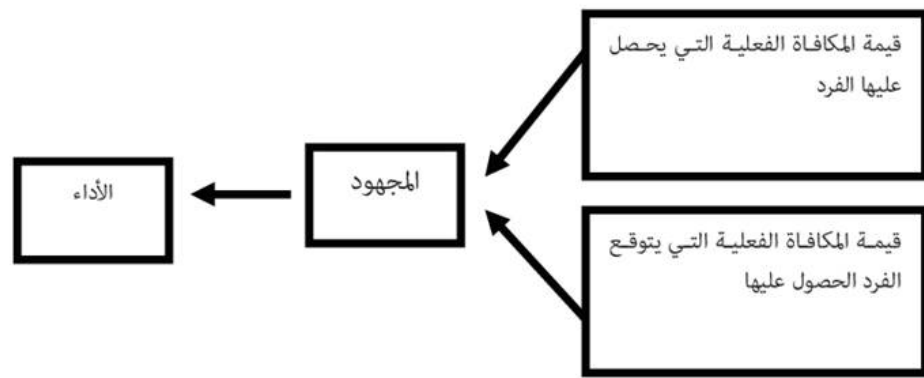 قيمة المكافاة الفعلية التي يحصل
عليها الفرد
المجهود
الأداء
قيمة المكافاة الفعلية التي يتوقع
الفرد الحصول عليها